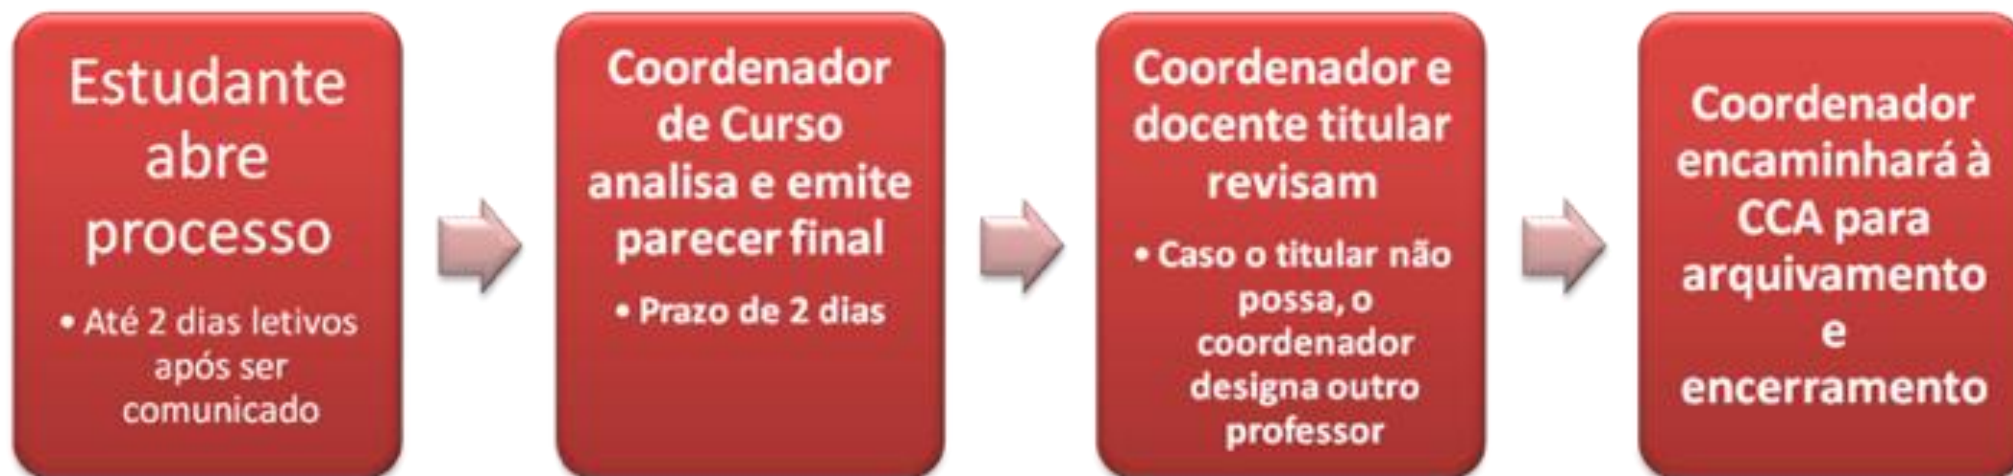 Estudante
abre
processo
• Até 2 dias letivos
após ser
comunicado
Coordenador
de Curso
analisa e emite
parecer final
• Prazo de 2 dias
Coordenador e
docente titular
revisam
• Caso o titular não
possa, o
coordenador
designa outro
professor
Coordenador
encaminhará à
CCA para
arquivamento
e
encerramento